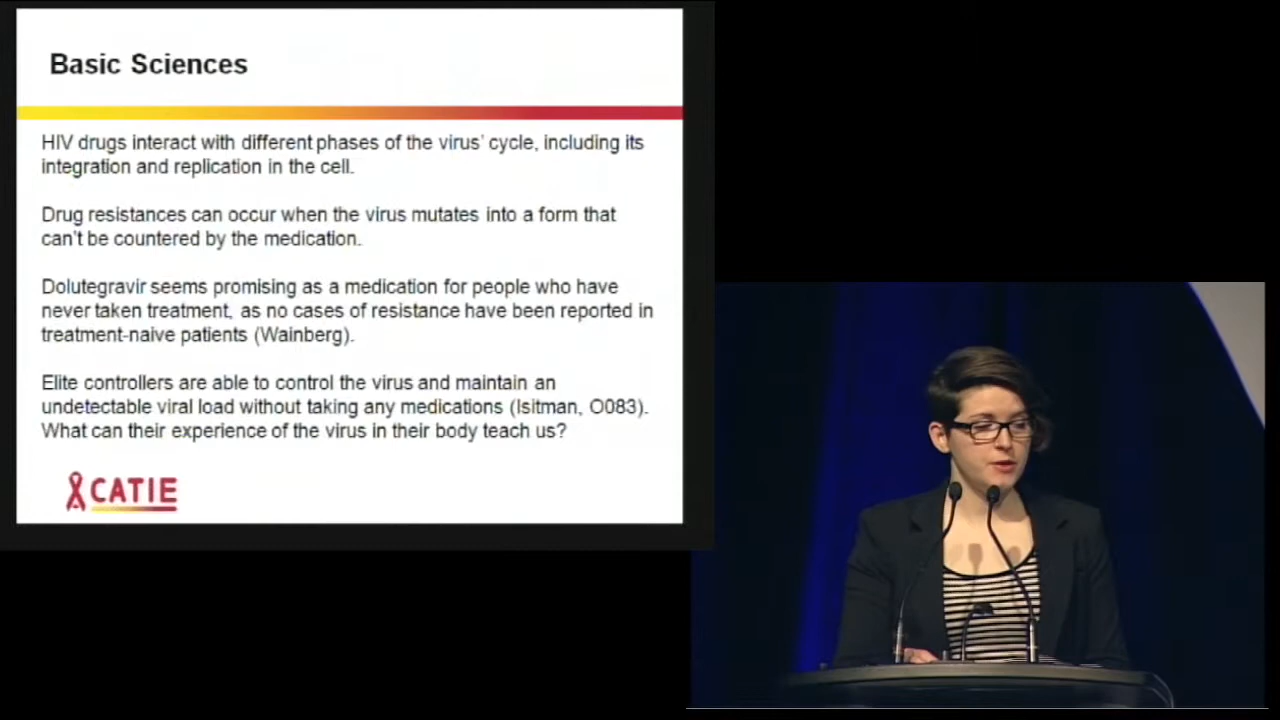 Basic Sciences
HIV drugs interact with different phases of the virus' cycle, including its
integration and replication in the cell.
Drug resistances can occur when the virus mutates into a form that
can't be countered by the medication.
Dolutegravir seems promising as a medication for people who have
never taken treatment, as no cases of resistance have been reported in
treatment-naive patients (Wainberg).
Elite controllers are able to control the virus and maintain an
undetectable viral load without taking any medications (Isitman, O083).
What can their experience of the virus in their body teach us?
CATIE